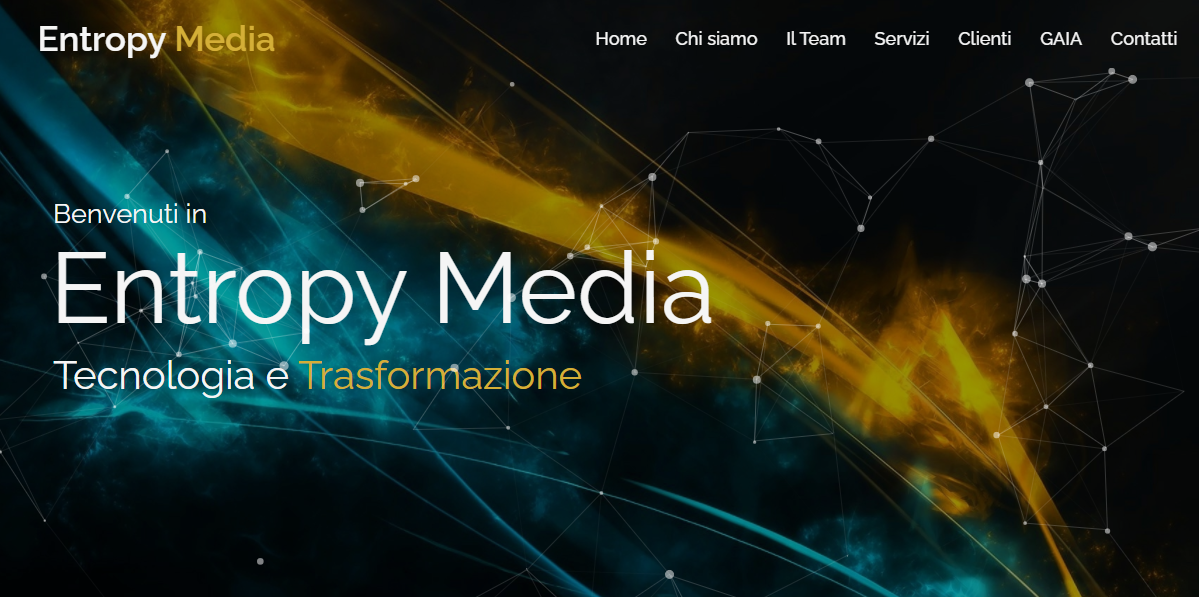 Entropy Media
Home Chi siamo Il Team Servizi Clienti GAIA Contatti
Benvenuti in
Entropy Media
Tecnologia e Trasformazione